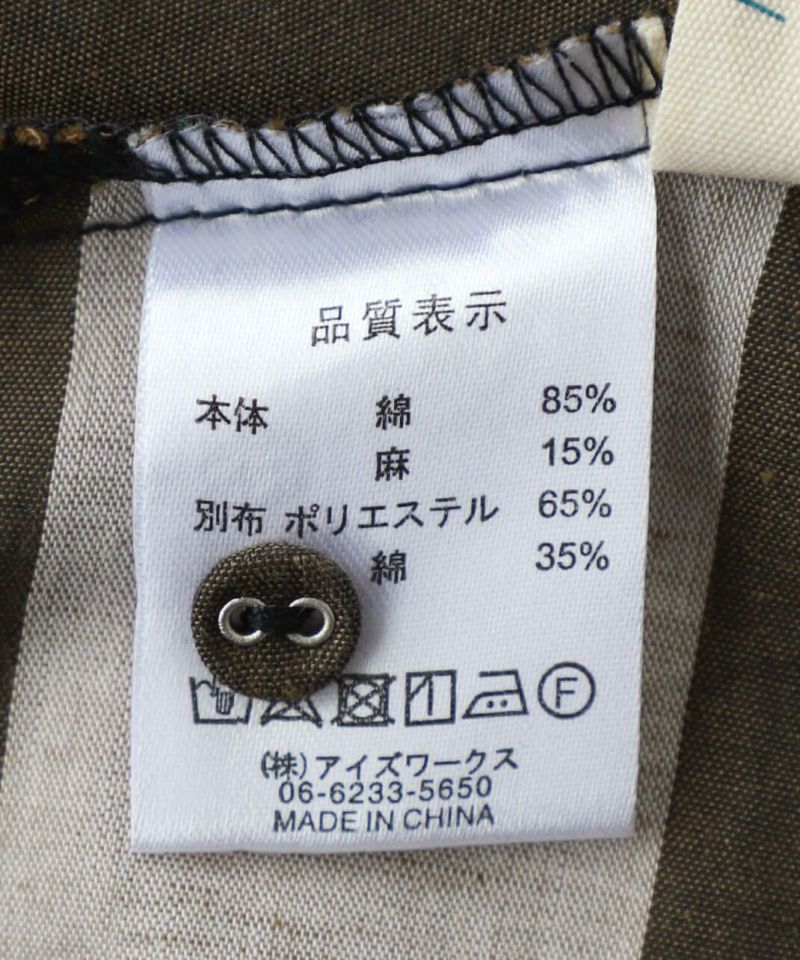 品質表示
本体 綿 85%
麻 15%
別布 ポリエステル 65%
綿 35%
F
(株)アイズワークス
06-6233-5650
MADE IN CHINA